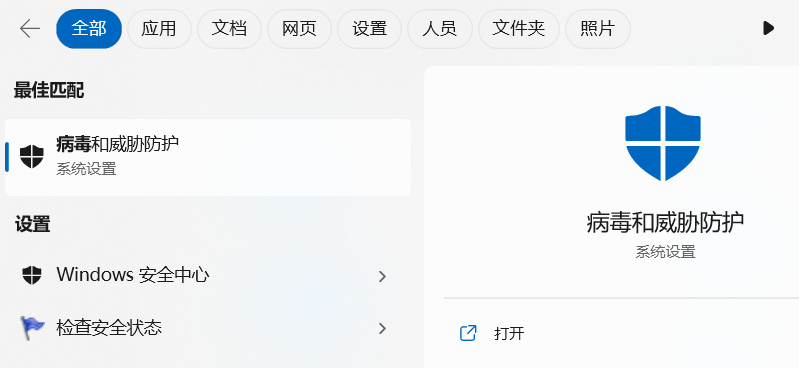 全部 应用 文档 网页 设置 人员 文件夹 照片
最佳匹配
病毒和威胁防护
系统设置
设置
Windows 安全中心
检查安全状态
病毒和威胁防护
系统设置
打开